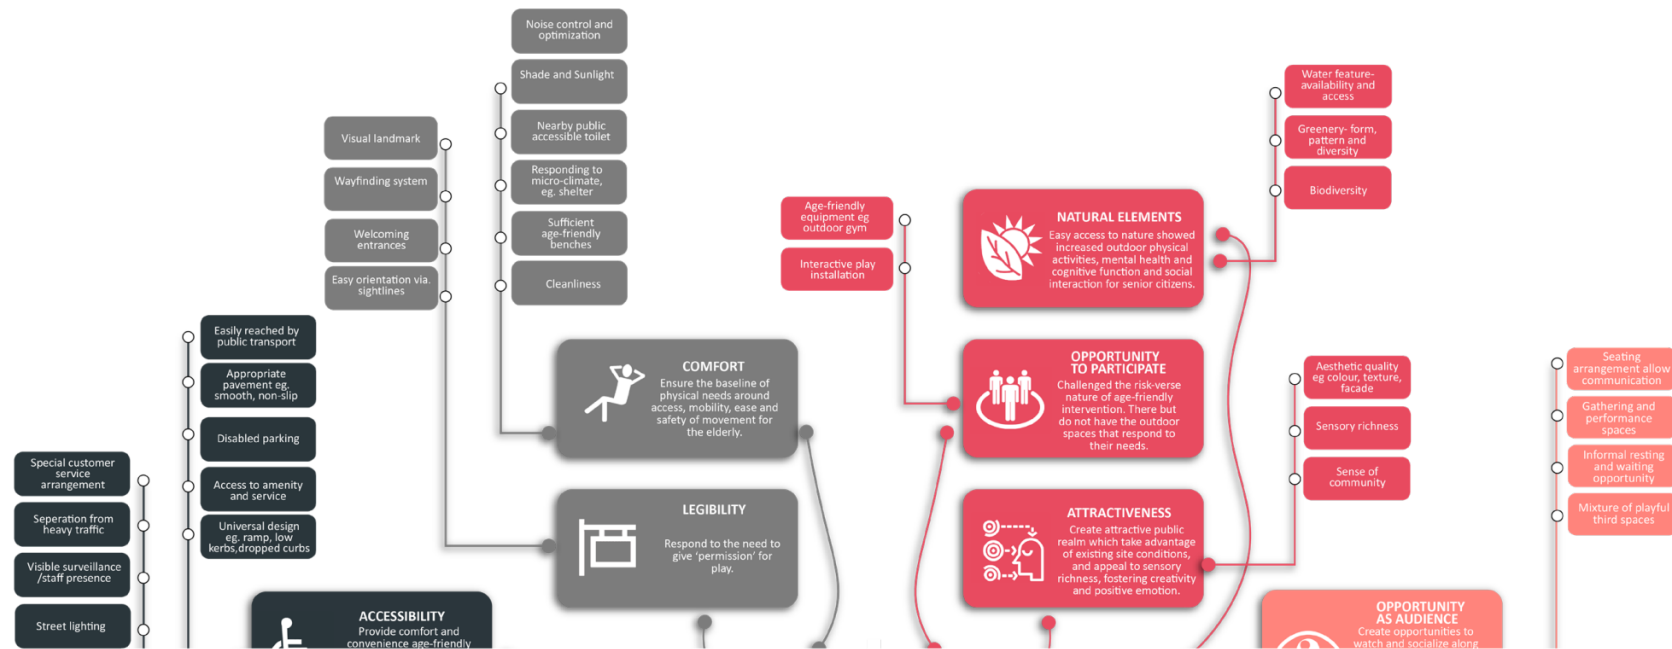 Noise control and
optimization
Shade and Sunlight
Nearby public
accessible toilet
Responding to
micro-climate,
eg. shelter
Sufficient
age-friendly
benches
Cleanliness
Visual landmark
Wayfinding system
Welcoming
entrances
Easy orientation via.
sightlines
Easily reached by
public transport
Appropriate
pavement eg.
smooth, non-slip
Disabled parking
Access to amenity
and service
Universal design
eg. ramp, low
kerbs,dropped curbs
Special customer
service
arrangement
Seperation from
heavy traffic
Visible surveillance
/staff presence
Street lighting
COMFORT
Ensure the baseline of
physical needs around
access, mobility, ease and
safety of movement for
the elderly.
LEGIBILITY
Respond to the need to
give ‘permission’ for
play.
ACCESSIBILITY
Provide comfort and
convenience age-friendly
Age-friendly
equipment eg
outdoor gym
Interactive play
installation
NATURAL ELEMENTS
Easy access to nature showed
increased outdoor physical
activities, mental health and
cognitive function and social
interaction for senior citizens.
OPPORTUNITY
TO PARTICIPATE
Challenged the risk-verse
nature of age-friendly
intervention. There but
do not have the outdoor
spaces that respond to
their needs.
ATTRACTIVENESS
Create attractive public
realm which take advantage
of existing site conditions,
and appeal to sensory
richness, fostering creativity
and positive emotion.
Water feature-
availability and
access
Greenery- form,
pattern and
diversity
Biodiversity
Aesthetic quality
eg colour, texture,
facade
Sensory richness
Sense of
community
Seating
arrangement allow
communication
Gathering and
performance
spaces
Informal resting
and waiting
opportunity
Mixture of playful
third spaces
OPPORTUNITY
AS AUDIENCE
Create opportunities to
watch and socialize along